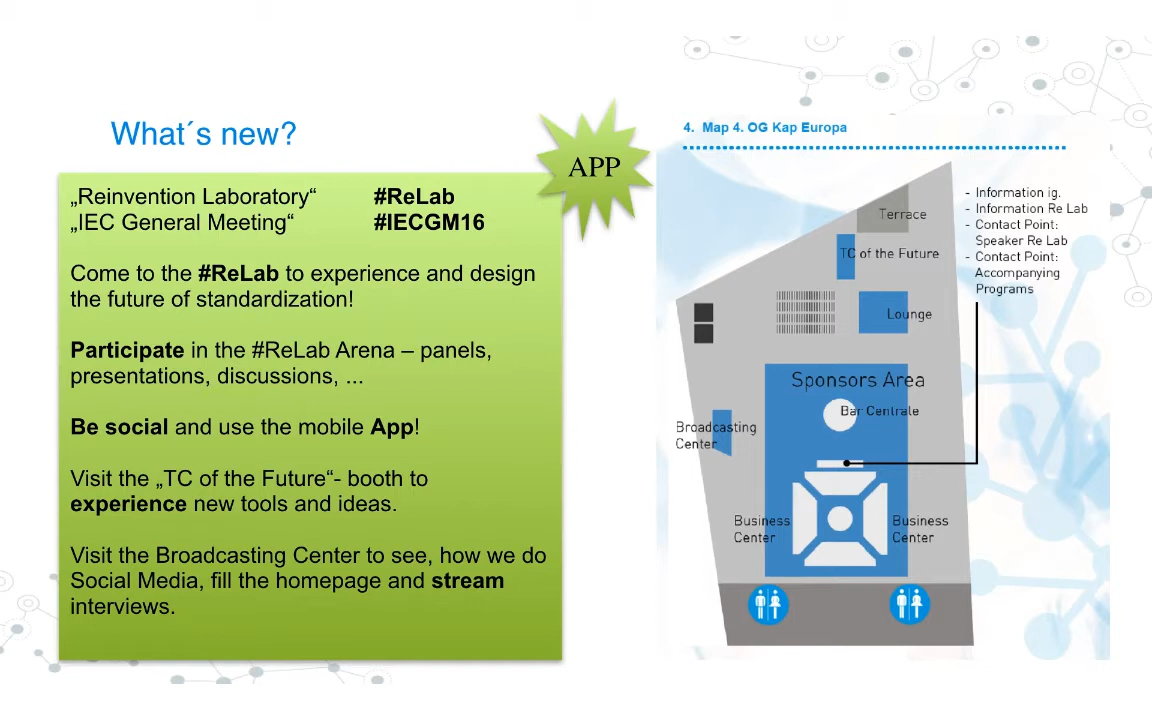 What´s new?
APP
„Reinvention Laboratory“ #ReLab
„IEC General Meeting“ #IECGM16
Come to the #ReLab to experience and design
the future of standardization!
Participate in the #ReLab Arena – panels,
presentations, discussions, ...
Be social and use the mobile App!
Visit the „TC of the Future“- booth to
experience new tools and ideas.
Visit the Broadcasting Center to see, how we do
Social Media, fill the homepage and stream
interviews.
4. Map 4. OG Kap Europa
- Information ig.
- Information Re Lab
- Contact Point:
Speaker Re Lab
- Contact Point:
Accompanying
Programs
Terrace
TC of the Future
Lounge
Sponsors Area
Bar Centrale
Broadcasting
Center
Business
Center
Business
Center